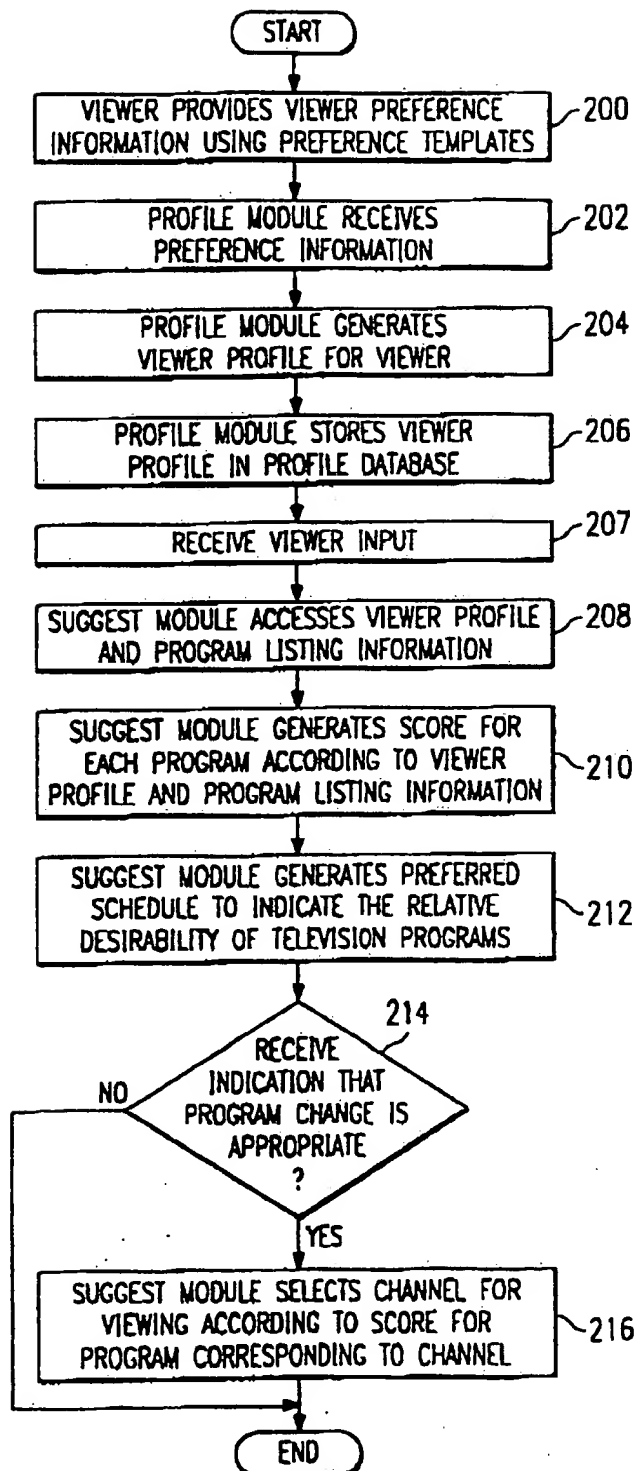 START
VIEWER PROVIDES VIEWER PREFERENCE
INFORMATION USING PREFERENCE TEMPLATES
200
PROFILE MODULE RECEIVES
PREFERENCE INFORMATION
202
PROFILE MODULE GENERATES
VIEWER PROFILE FOR VIEWER
204
PROFILE MODULE STORES VIEWER
PROFILE IN PROFILE DATABASE
206
RECEIVE VIEWER INPUT
207
SUGGEST MODULE ACCESSES VIEWER PROFILE
AND PROGRAM LISTING INFORMATION
208
SUGGEST MODULE GENERATES SCORE FOR
EACH PROGRAM ACCORDING TO VIEWER
PROFILE AND PROGRAM LISTING INFORMATION
210
SUGGEST MODULE GENERATES PREFERRED
SCHEDULE TO INDICATE THE RELATIVE
DESIRABILITY OF TELEVISION PROGRAMS
212
214
RECEIVE
INDICATION THAT
PROGRAM CHANGE IS
APPROPRIATE
?
NO
YES
SUGGEST MODULE SELECTS CHANNEL FOR
VIEWING ACCORDING TO SCORE FOR
PROGRAM CORRESPONDING TO CHANNEL
216
END